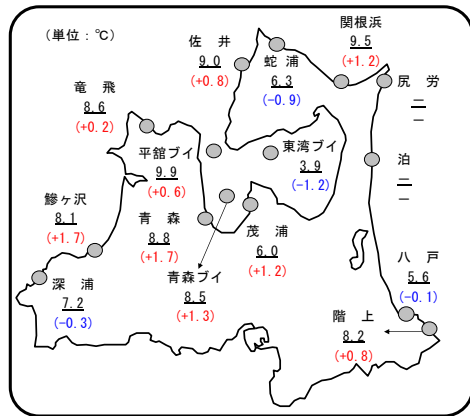 (単位:℃)
関根浜
9.5
(+1.2)
佐 井
9.0
(+0.8)
蛇 浦
6.3
(-0.9)
尻 労
二
－
竜 飛
8.6
(+0.2)
平舘ブイ
9.9
(+0.6)
東湾ブイ
3.9
(-1.2)
泊
二
－
鰺ヶ沢
8.1
(+1.7)
青 森
8.8
(+1.7)
茂 浦
6.0
(+1.2)
青森ブイ
8.5
(+1.3)
八 戸
5.6
(-0.1)
深 浦
7.2
(-0.3)
階 上
8.2
(+0.8)